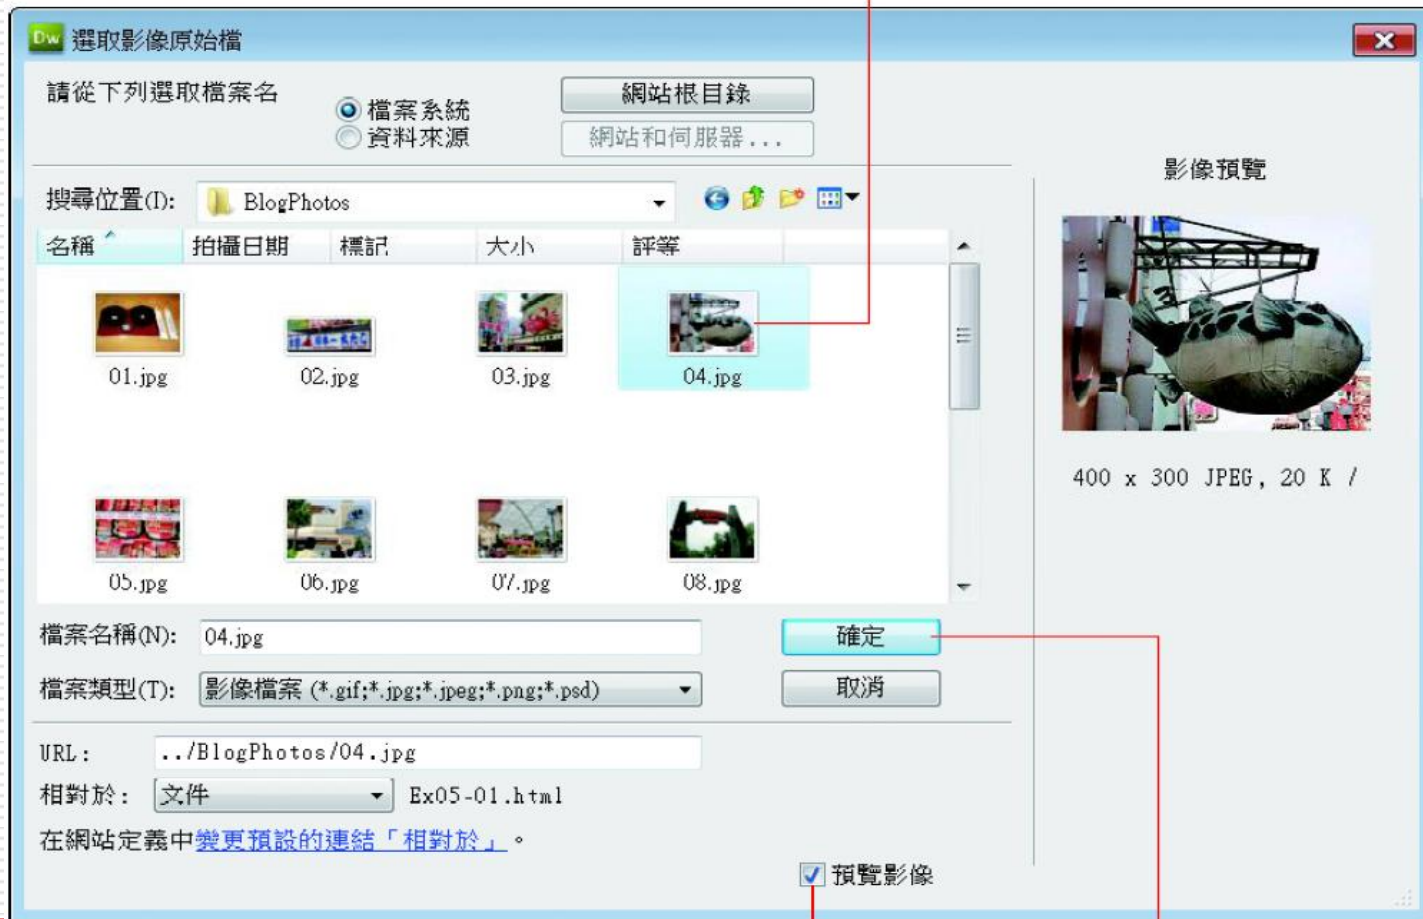 Dw 選取影像原始檔
請從下列選取檔案名
檔案系統
資料來源
網站根目錄
網站和伺服器...
搜尋位置(I): BlogPhotos
名稱 拍攝日期 標記 大小 評等
01.jpg 02.jpg 03.jpg 04.jpg
05.jpg 06.jpg 07.jpg 08.jpg
檔案名稱(N): 04.jpg 確定
檔案類型(T): 影像檔案 (*.gif;*.jpg;*.jpeg;*.png;*.psd) 取消
URL: ../BlogPhotos/04.jpg
相對於: 文件 Ex05-01.html
在網站定義中變更預設的連結「相對於」。
預覽影像
影像預覽
400 x 300 JPEG, 20 K /